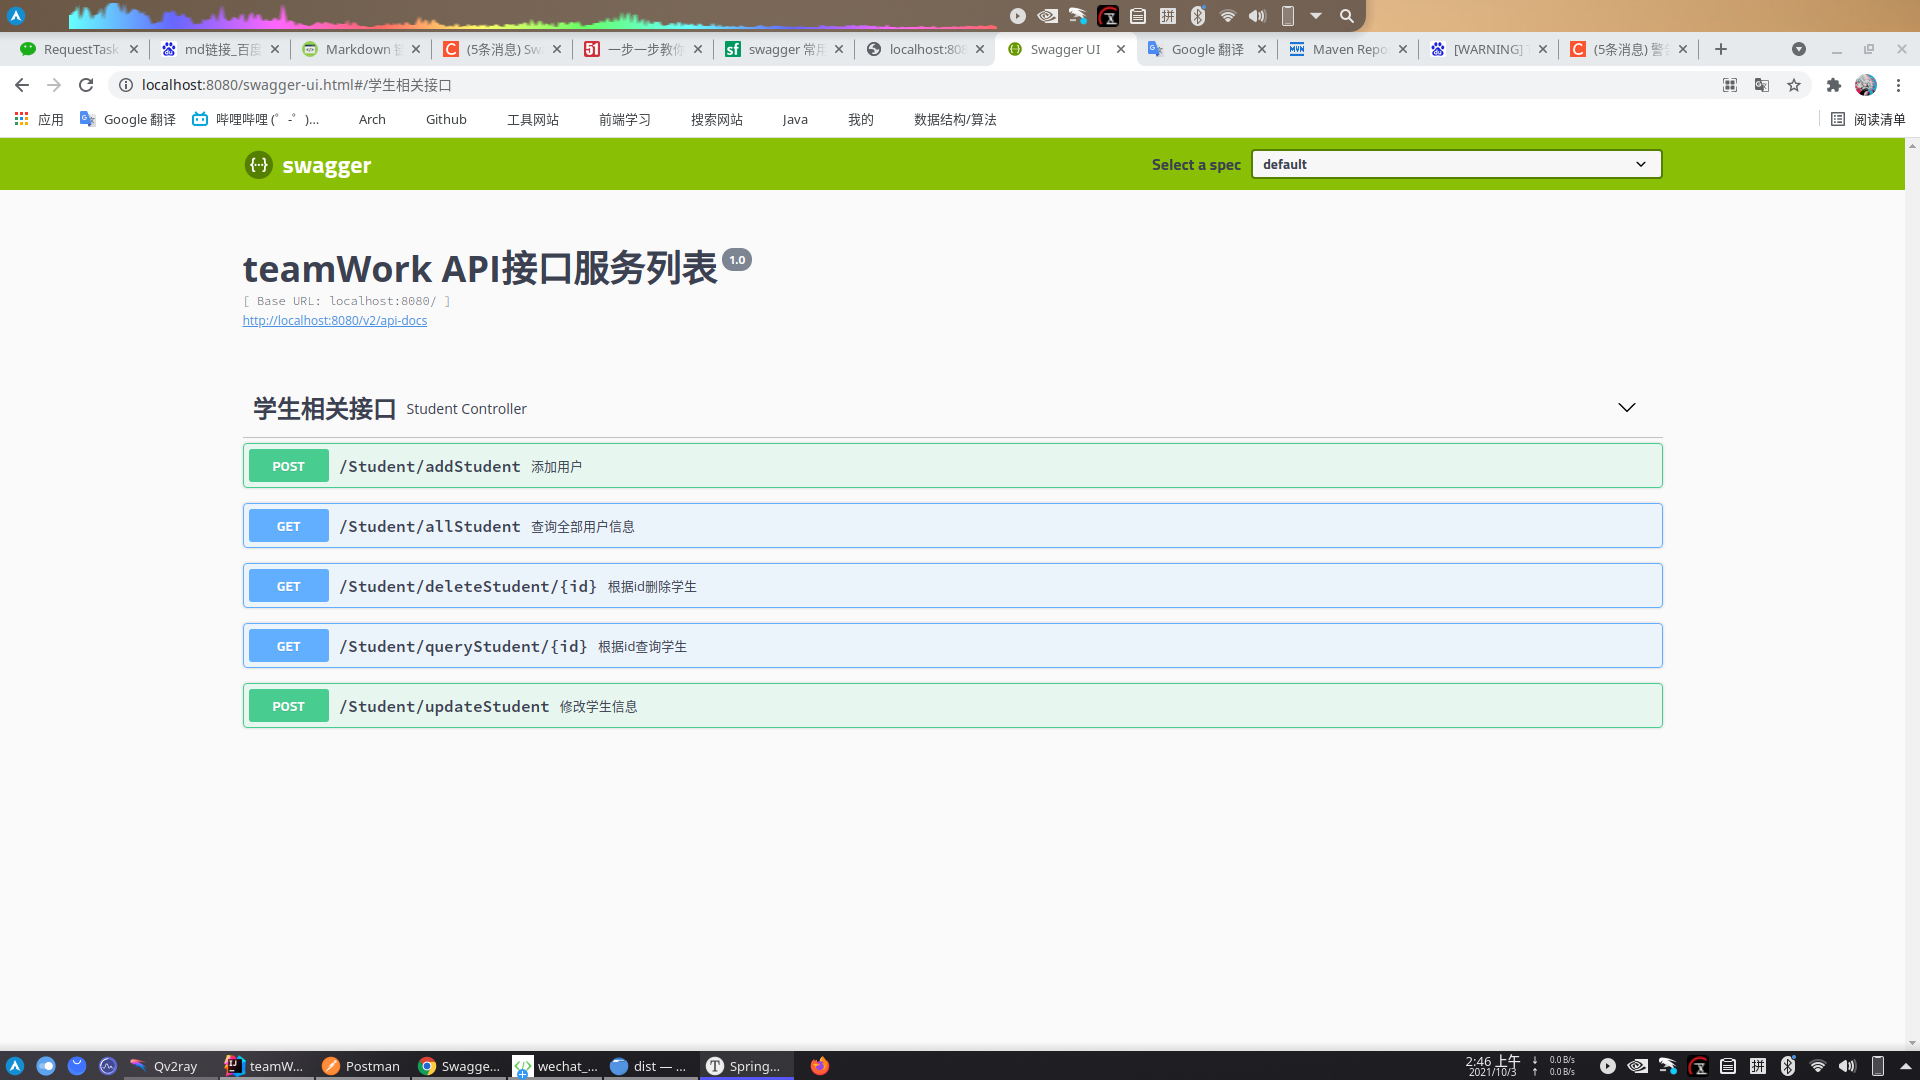 RequestTask
md链接_百度
Markdown 链
(5条消息) Sw
一步一步教你
swagger 常用
localhost:808
Swagger UI
Google 翻译
Maven Repo
[WARNING] T
(5条消息) 警告
localhost:8080/swagger-ui.html#/学生相关接口
应用
Google 翻译
哔哩哔哩 (゜-゜)...
Arch
Github
工具网站
前端学习
搜索网站
Java
我的
数据结构/算法
阅读清单
swagger
Select a spec
default
teamWork API接口服务列表 1.0
[ Base URL: localhost:8080/ ]
http://localhost:8080/v2/api-docs
学生相关接口 Student Controller
POST /Student/addStudent 添加用户
GET /Student/allStudent 查询全部用户信息
GET /Student/deleteStudent/{id} 根据id删除学生
GET /Student/queryStudent/{id} 根据id查询学生
POST /Student/updateStudent 修改学生信息
Qv2ray
teamW...
Postman
Swagge...
wechat_...
dist — ...
Spring...
2:46 上午
2021/10/3
0.0 B/s
0.0 B/s
拼